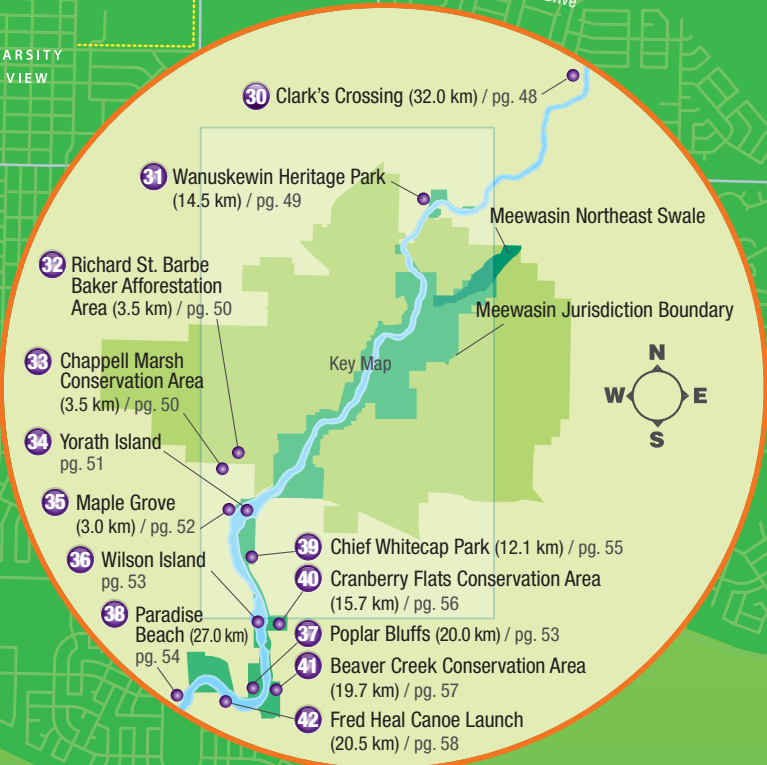 Drive
ARSITY
VIEW
30 Clark's Crossing (32.0 km) / pg. 48
31 Wanuskewin Heritage Park
(14.5 km) / pg. 49
Meewasin Northeast Swale
32 Richard St. Barbe
Baker Afforestation
Area (3.5 km) / pg. 50
Meewasin Jurisdiction Boundary
33 Chappell Marsh
Conservation Area
(3.5 km) / pg. 50
Key Map
N
W E
S
34 Yorath Island
pg. 51
35 Maple Grove
(3.0 km) / pg. 52
36 Wilson Island
pg. 53
38 Paradise
Beach (27.0 km)
pg. 54
39 Chief Whitecap Park (12.1 km) / pg. 55
40 Cranberry Flats Conservation Area
(15.7 km) / pg. 56
37 Poplar Bluffs (20.0 km) / pg. 53
41 Beaver Creek Conservation Area
(19.7 km) / pg. 57
42 Fred Heal Canoe Launch
(20.5 km) / pg. 58